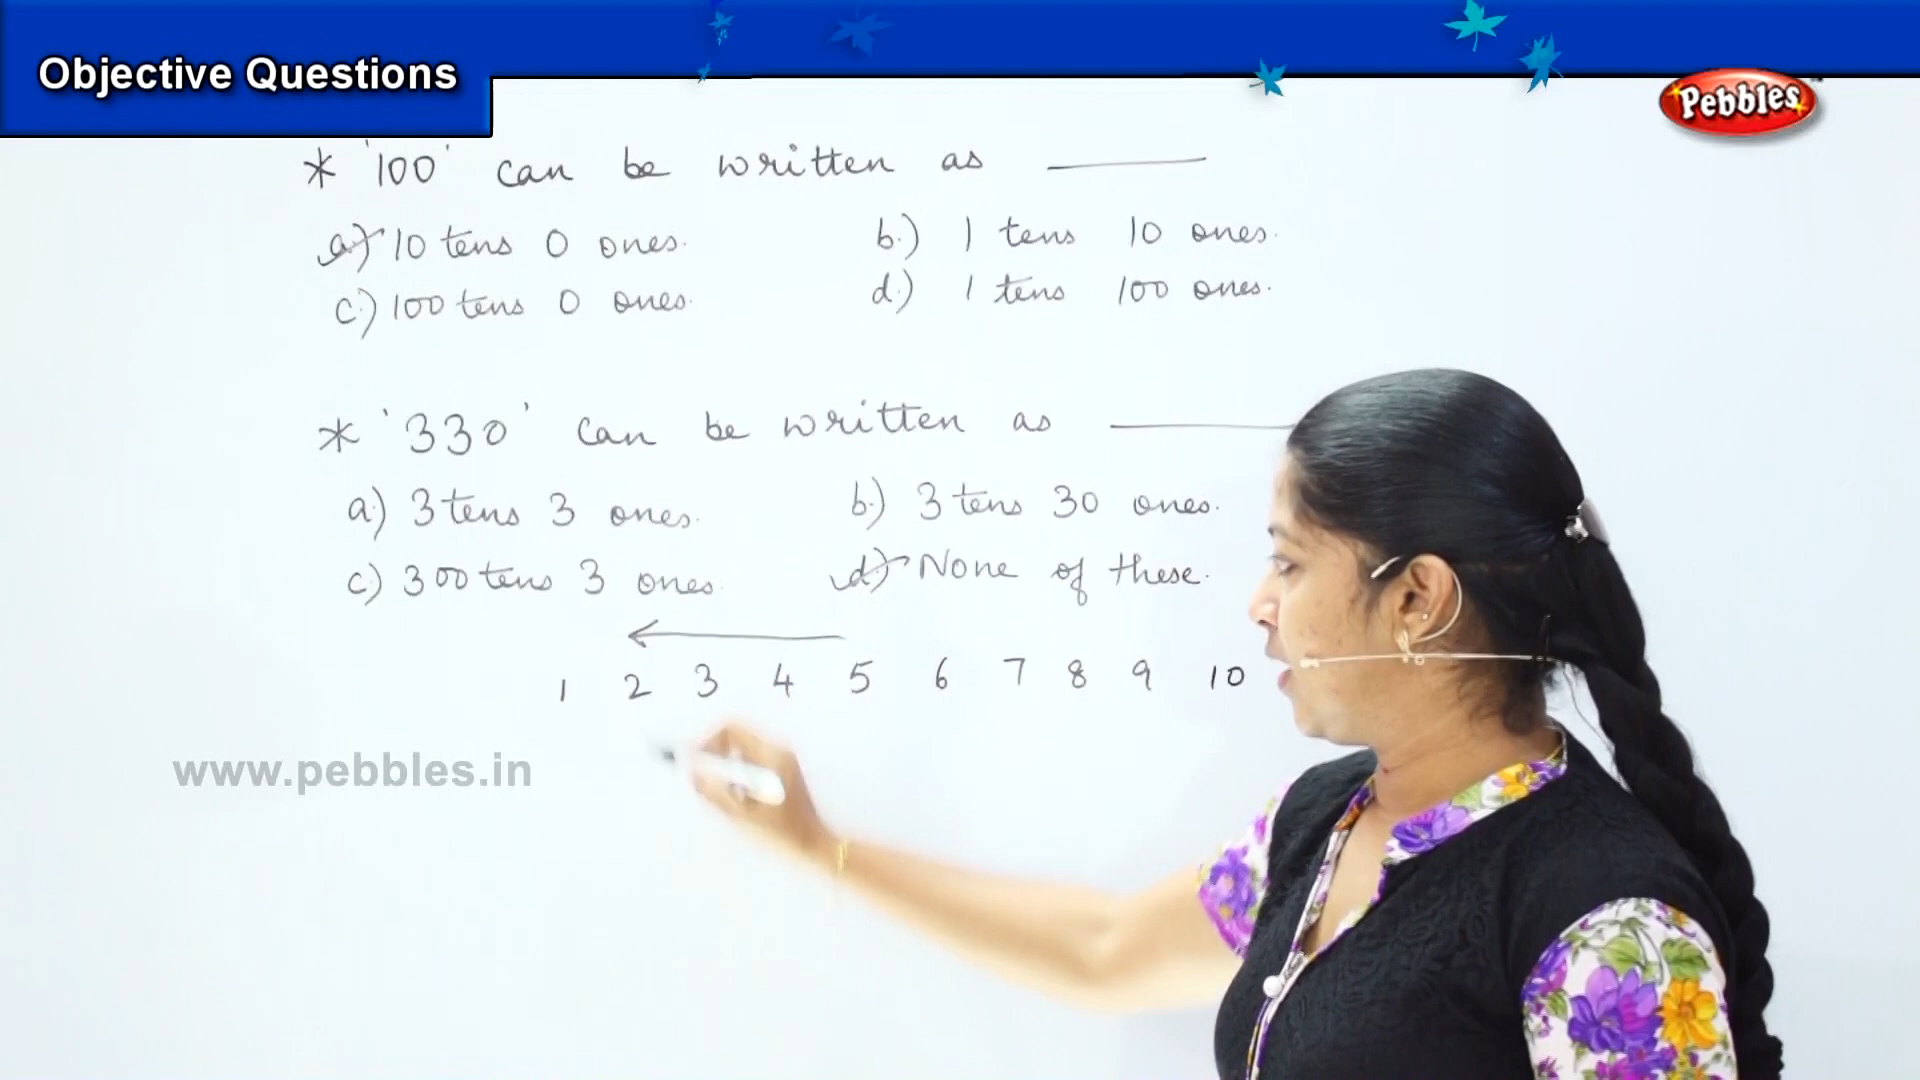 Objective Questions
Pebbles
* '100' can be written as
a) 10 tens 0 ones.
b.) 1 tens 10 ones.
c.) 100 tens 0 ones.
d.) 1 tens 100 ones.
* '330' can be written as
a.) 3 tens 3 ones.
b.) 3 tens 30 ones.
c) 300 tens 3 ones.
d.) None of these.
1 2 3 4 5 6 7 8 9 10
www.pebbles.in